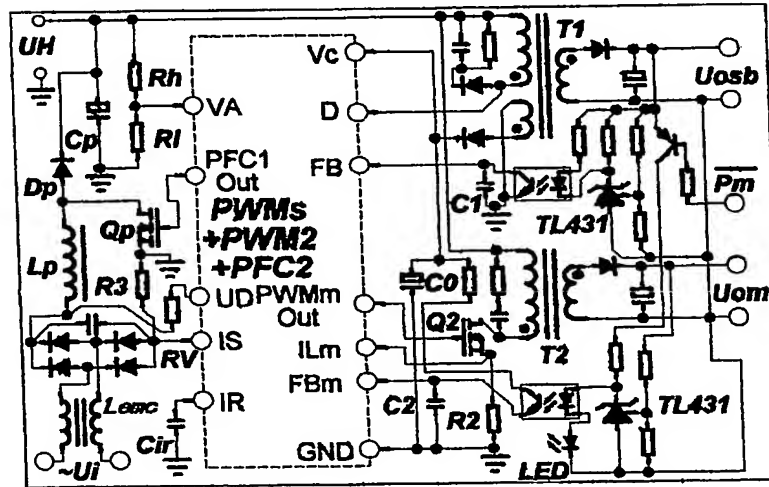 UH
Rh
Cp
Rl
Dp
Lp
Qp
R3
RV
Lemc
~Ui
Cir
VA
PFC1
Out
PWMs
+PWM2
+PFC2
UD
IS
IR
Vc
D
FB
PWMm
Out
ILm
FBm
GND
T1
Uosb
C1
TL431
Pm
C0
Q2
T2
Uom
C2
R2
LED
TL431